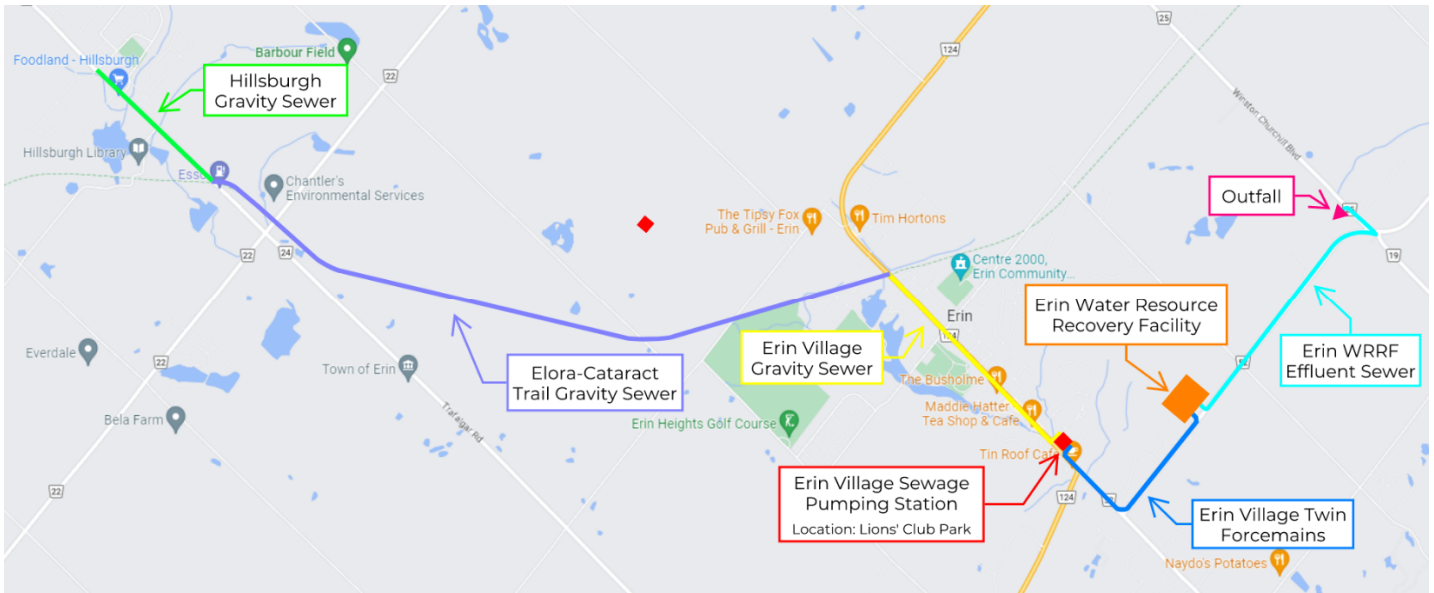 25
124
Foodland - Hillsburgh
Barbour Field
Hillsburgh
Gravity Sewer
22
Winston Churchill Blvd
Hillsburgh Library
Esso
Chantler's
Environmental Services
Outfall
The Tipsy Fox
Pub & Grill - Erin
Tim Hortons
22
24
19
Centre 2000,
Erin Community...
Erin Water Resource
Recovery Facility
Erin
124
Erin Village
Gravity Sewer
Erin WRRF
Effluent Sewer
Everdale
22
Town of Erin
Elora-Cataract
Trail Gravity Sewer
52
The Busholme
Maddie Hatter
Tea Shop & Cafe
Bela Farm
Trafalgar Rd
Erin Heights Golf Course
Tin Roof Cafe
22
Erin Village Sewage
Pumping Station
Location: Lions' Club Park
124
Erin Village Twin
Forcemains
Naydo's Potatoes